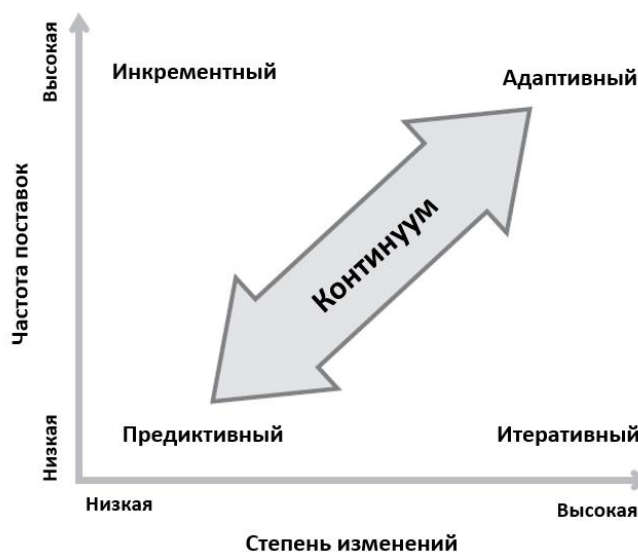 Высокая
Инкрементный
Адаптивный
Частота поставок
Континуум
Низкая
Предиктивный
Итеративный
Низкая
Высокая
Степень изменений